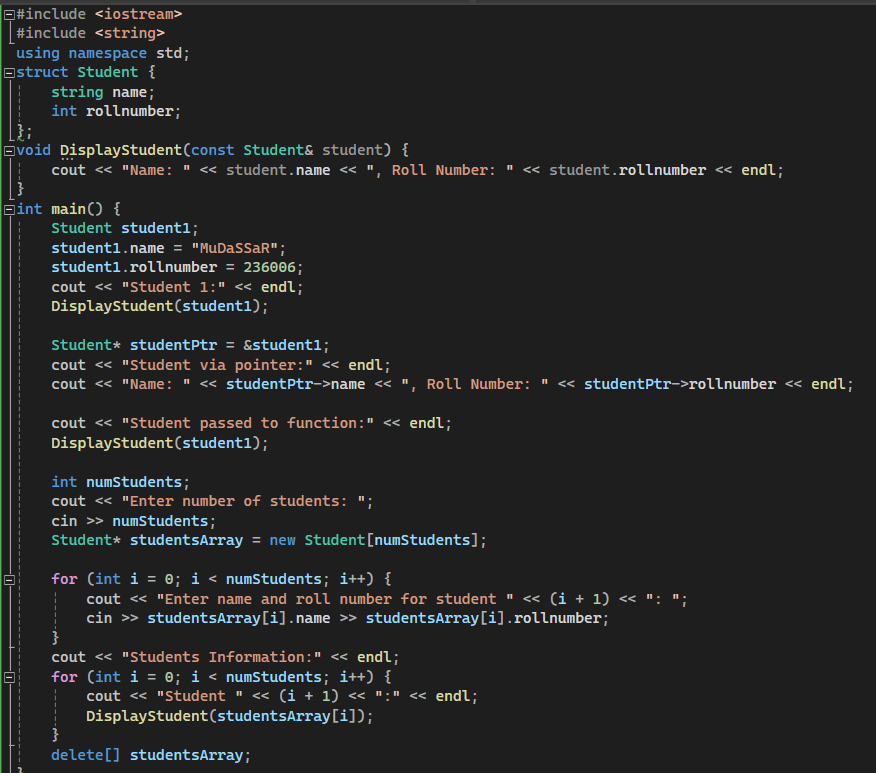 #include <iostream>
#include <string>
using namespace std;
struct Student {
    string name;
    int rollnumber;
};
void DisplayStudent(const Student& student) {
    cout << "Name: " << student.name << ", Roll Number: " << student.rollnumber << endl;
}
int main() {
    Student student1;
    student1.name = "MuDaSSaR";
    student1.rollnumber = 236006;
    cout << "Student 1:" << endl;
    DisplayStudent(student1);

    Student* studentPtr = &student1;
    cout << "Student via pointer:" << endl;
    cout << "Name: " << studentPtr->name << ", Roll Number: " << studentPtr->rollnumber << endl;

    cout << "Student passed to function:" << endl;
    DisplayStudent(student1);

    int numStudents;
    cout << "Enter number of students: ";
    cin >> numStudents;
    Student* studentsArray = new Student[numStudents];

    for (int i = 0; i < numStudents; i++) {
        cout << "Enter name and roll number for student " << (i + 1) << ": ";
        cin >> studentsArray[i].name >> studentsArray[i].rollnumber;
    }
    cout << "Students Information:" << endl;
    for (int i = 0; i < numStudents; i++) {
        cout << "Student " << (i + 1) << ":" << endl;
        DisplayStudent(studentsArray[i]);
    }
    delete[] studentsArray;
}